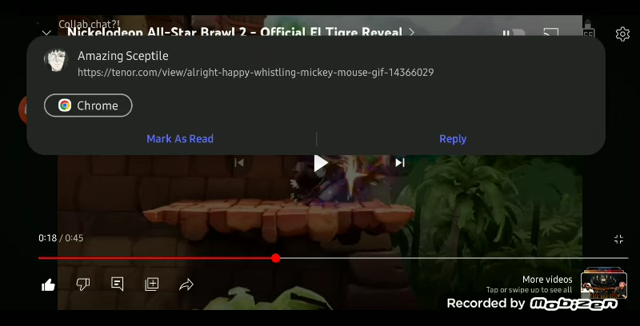 Collab chat?!
Nickelodeon All-Star Brawl 2 - Official El Tigre Reveal
Amazing Sceptile
https://tenor.com/view/alright-happy-whistling-mickey-mouse-gif-14366029
Chrome
Mark As Read
Reply
0:18 / 0:45
More videos
Tap or swipe up to see all
Recorded by Mobizen